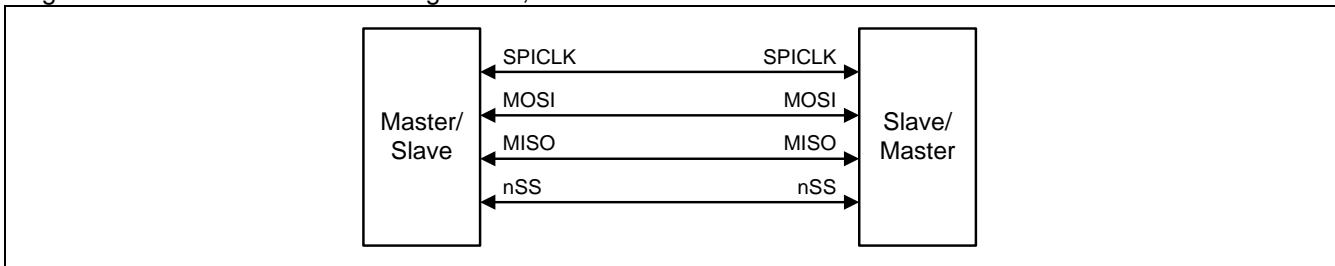 SPICLK SPICLK
MOSI MOSI
Master/ Slave/
Slave Master
MISO MISO
nSS nSS